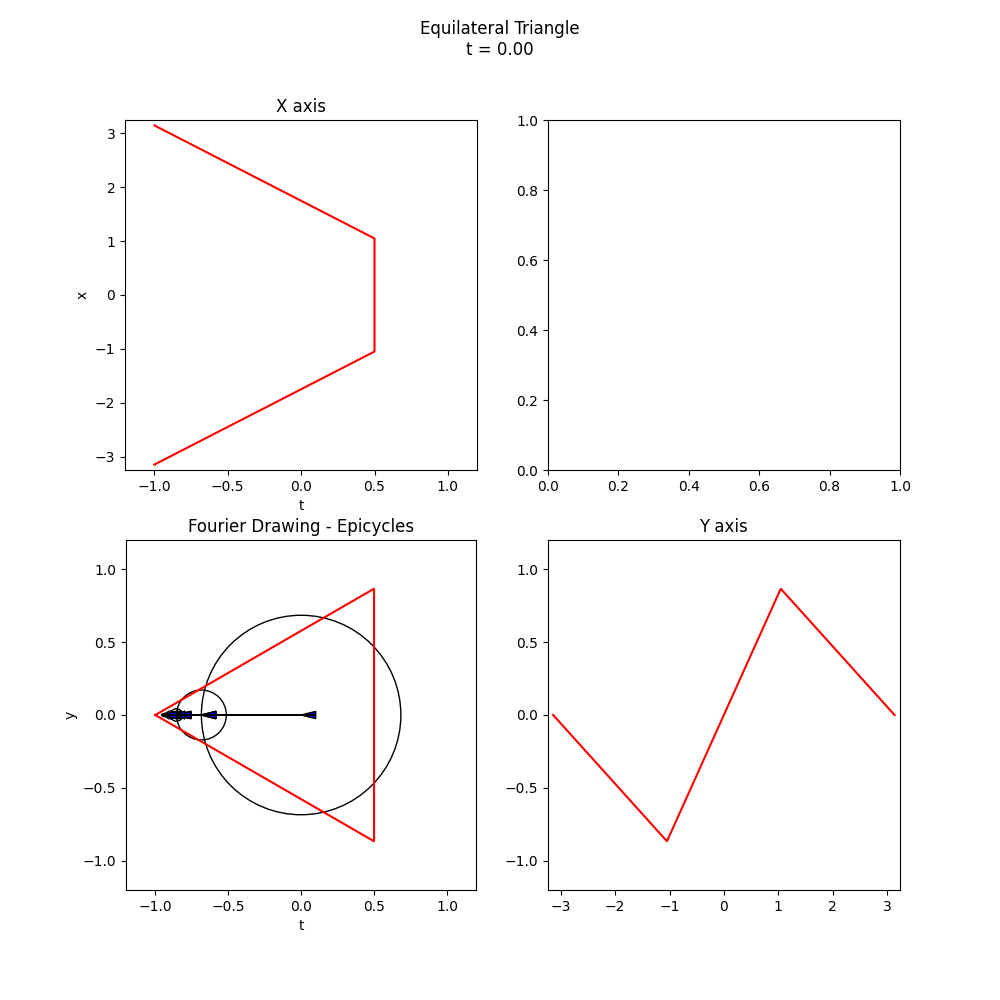 Equilateral Triangle
t = 0.00
X axis
3
2
1
0
−1
−2
−3
x
−1.0 −0.5 0.0 0.5 1.0
t
1.0
0.8
0.6
0.4
0.2
0.0
0.0 0.2 0.4 0.6 0.8 1.0
Fourier Drawing - Epicycles
1.0
0.5
0.0
−0.5
−1.0
y
−1.0 −0.5 0.0 0.5 1.0
t
Y axis
1.0
0.5
0.0
−0.5
−1.0
−3 −2 −1 0 1 2 3